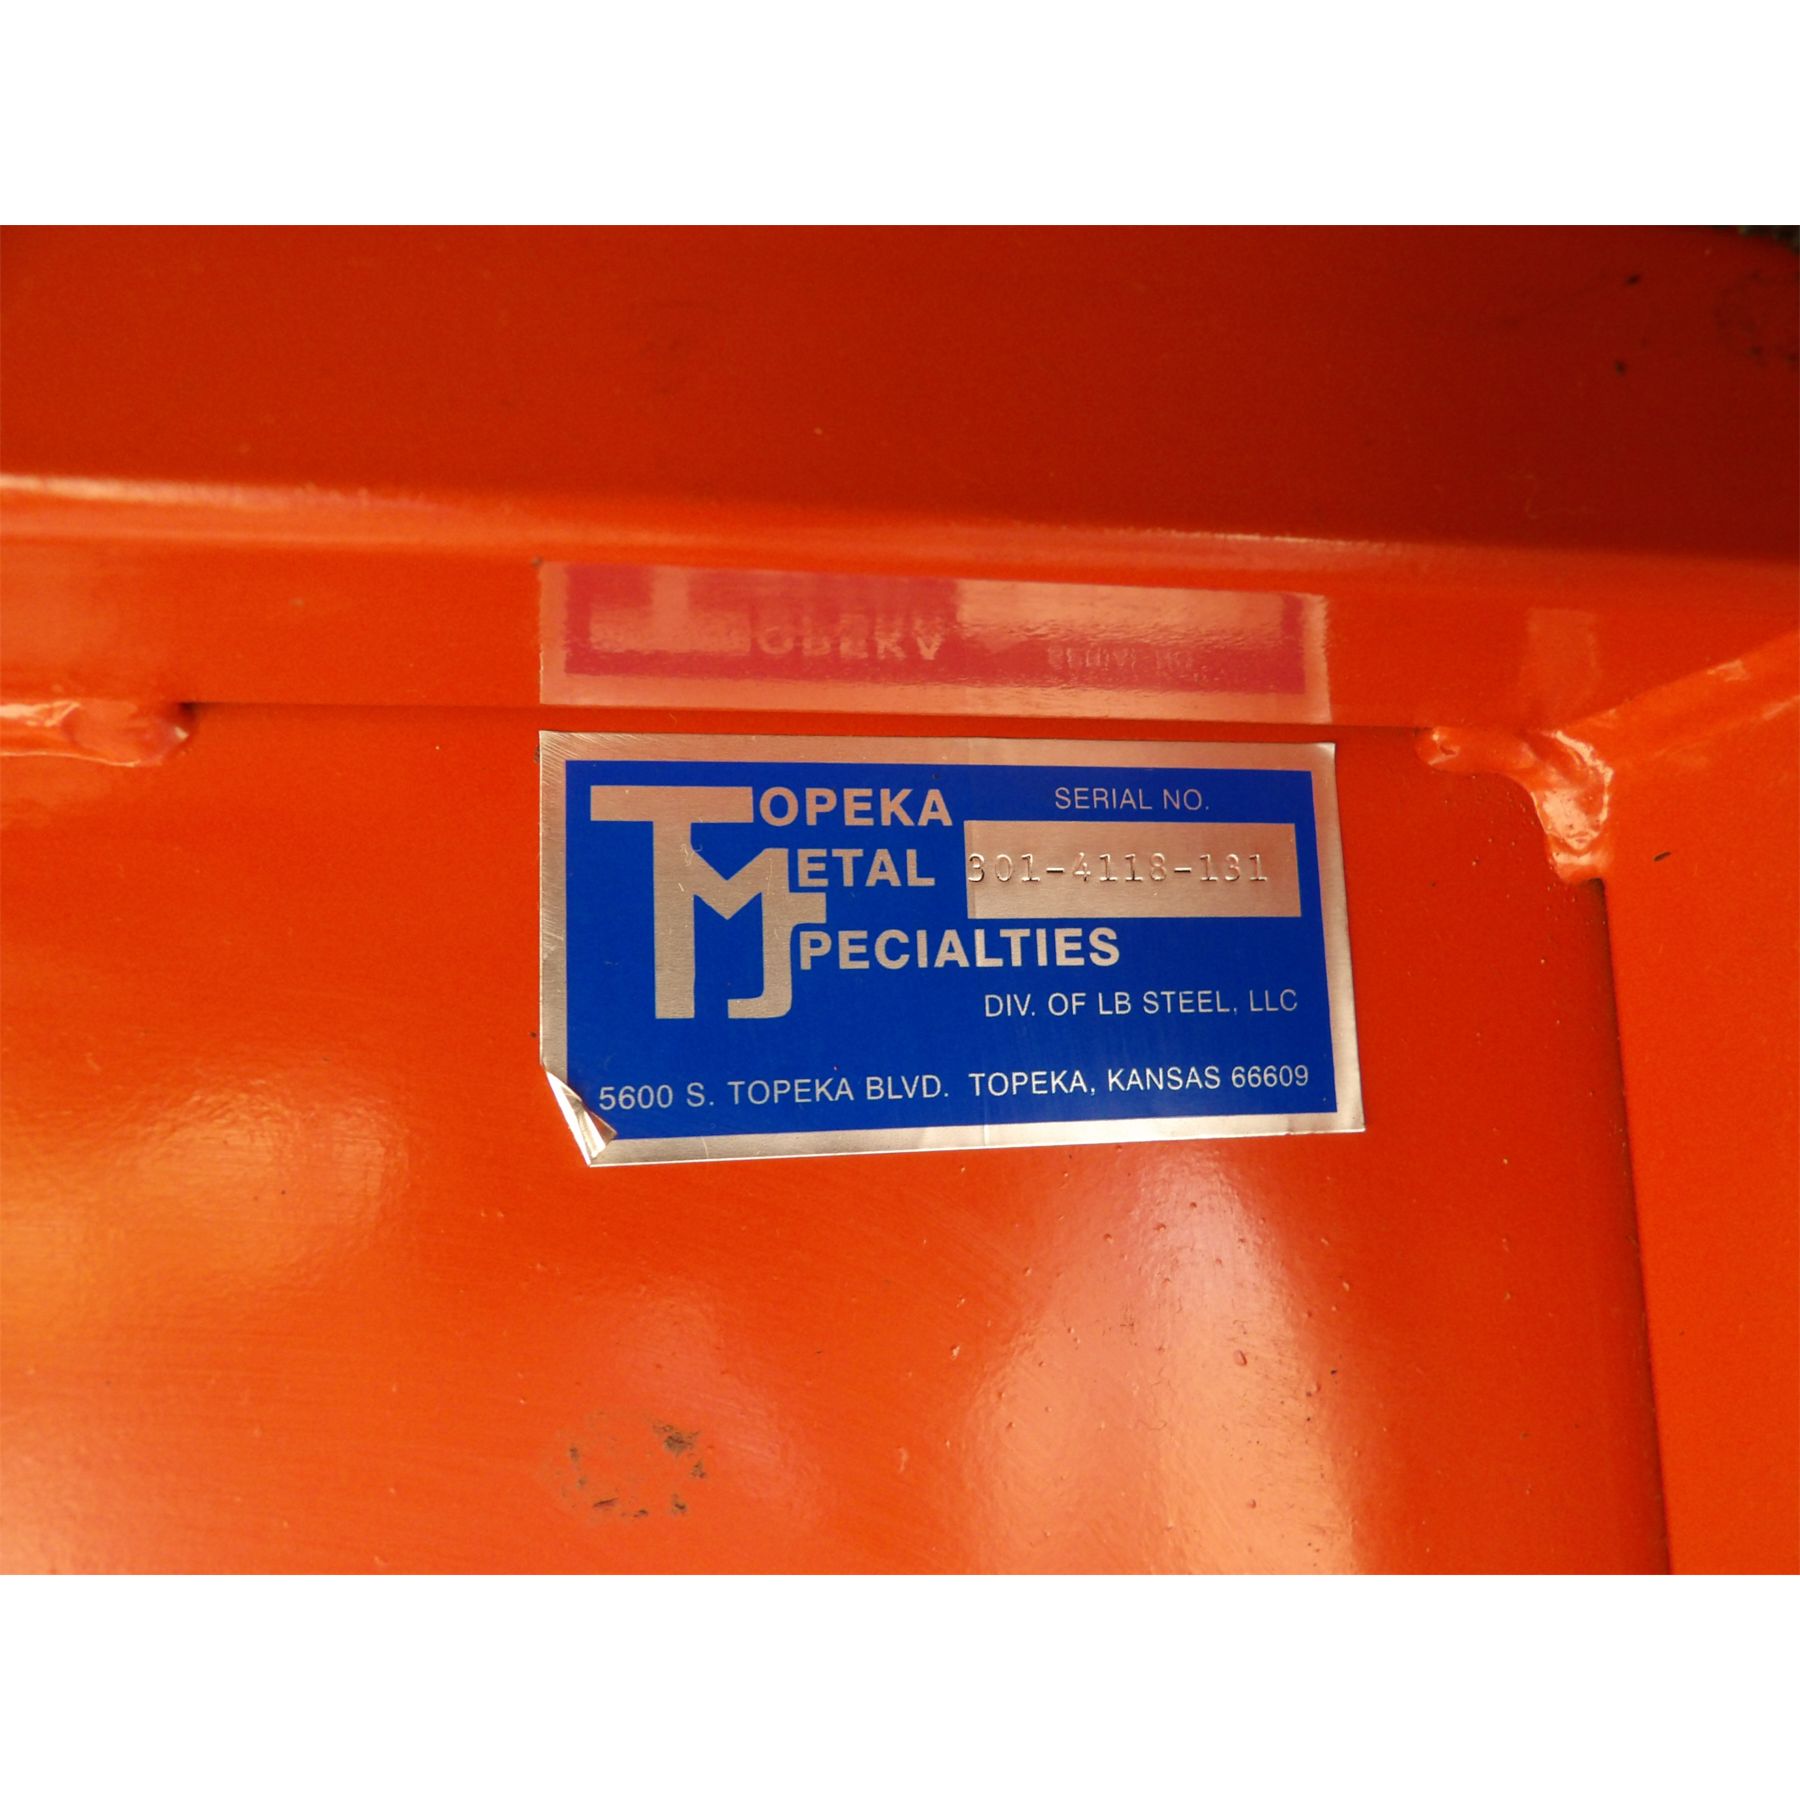 TOPEKA
METAL
SPECIALTIES
SERIAL NO.
301-4118-131
DIV. OF LB STEEL, LLC
5600 S. TOPEKA BLVD. TOPEKA, KANSAS 66609